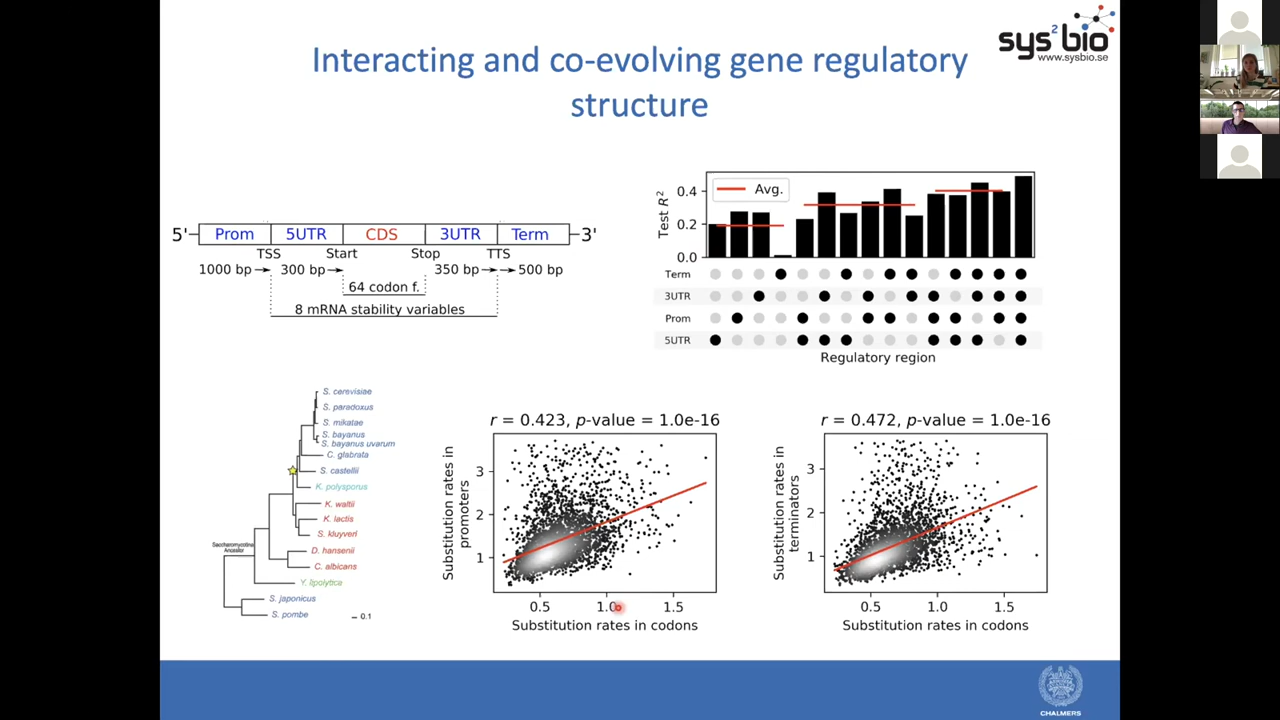 Interacting and co-evolving gene regulatory
structure
sys2bio
www.sysbio.se
5' Prom 5UTR CDS 3UTR Term 3'
TSS Start Stop TTS
1000 bp 300 bp 350 bp 500 bp
64 codon f.
8 mRNA stability variables
Avg.
Test R2
0.4
0.2
0.0
Term
3UTR
Prom
5UTR
Regulatory region
S. cerevisiae
S. paradoxus
S. mikatae
S. bayanus
S. bayanus uvarum
C. glabrata
S. castellii
K. polysporus
K. waltii
K. lactis
S. kluyveri
D. hansenii
C. albicans
Y. lipolytica
S. japonicus
S. pombe
Saccharomycotina
Ancestor
0.1
r = 0.423, p-value = 1.0e-16
Substitution rates in
promoters
3
2
1
0.5 1.0 1.5
Substitution rates in codons
r = 0.472, p-value = 1.0e-16
Substitution rates in
terminators
3
2
1
0.5 1.0 1.5
Substitution rates in codons
CHALMERS